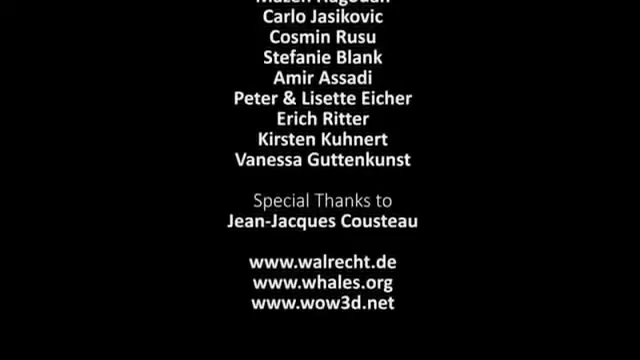 Carlo Jasikovic
Cosmin Rusu
Stefanie Blank
Amir Assadi
Peter & Lisette Eicher
Erich Ritter
Kirsten Kuhnert
Vanessa Guttenkunst
Special Thanks to
Jean-Jacques Cousteau
www.walrecht.de
www.whales.org
www.wow3d.net